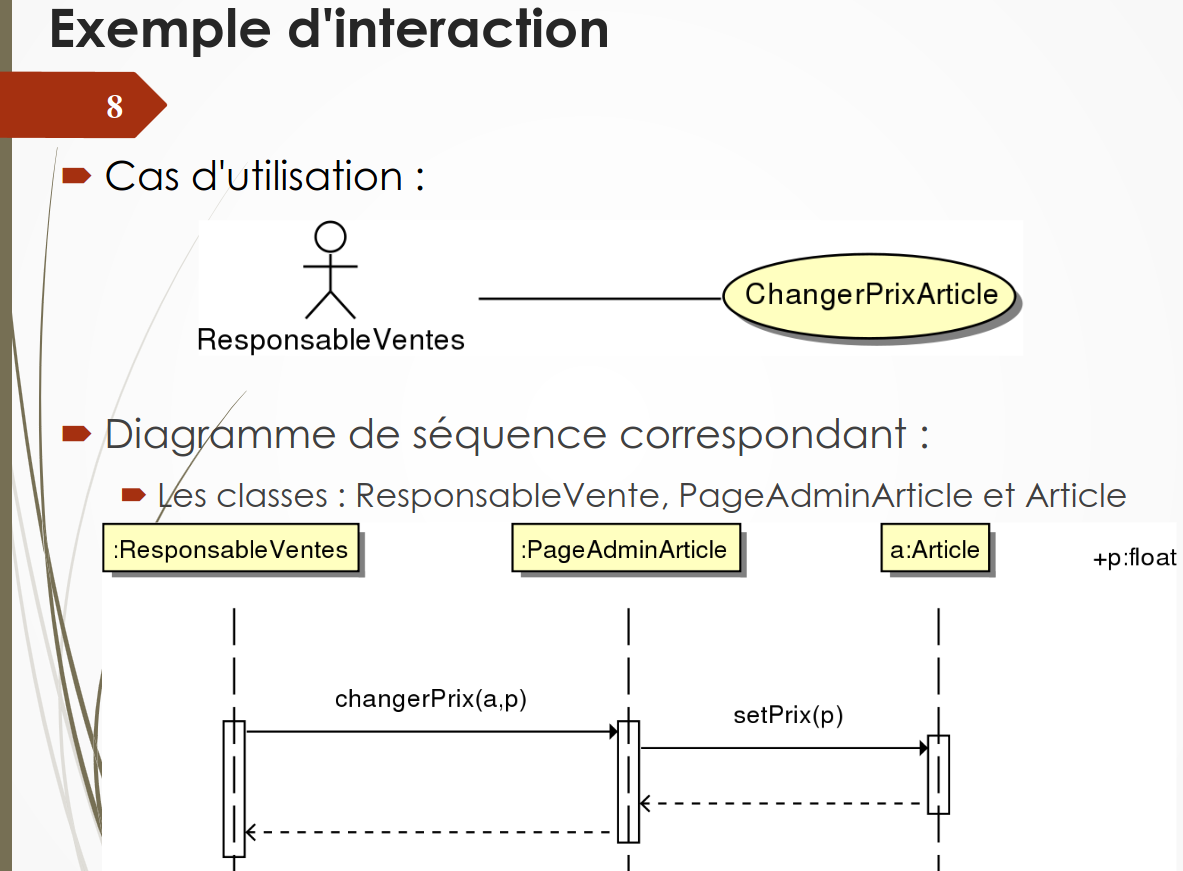 Exemple d'interaction
8
Cas d'utilisation :
ChangerPrixArticle
ResponsableVentes
Diagramme de séquence correspondant :
Les classes : ResponsableVente, PageAdminArticle et Article
:ResponsableVentes
:PageAdminArticle
a:Article
+p:float
changerPrix(a,p)
setPrix(p)